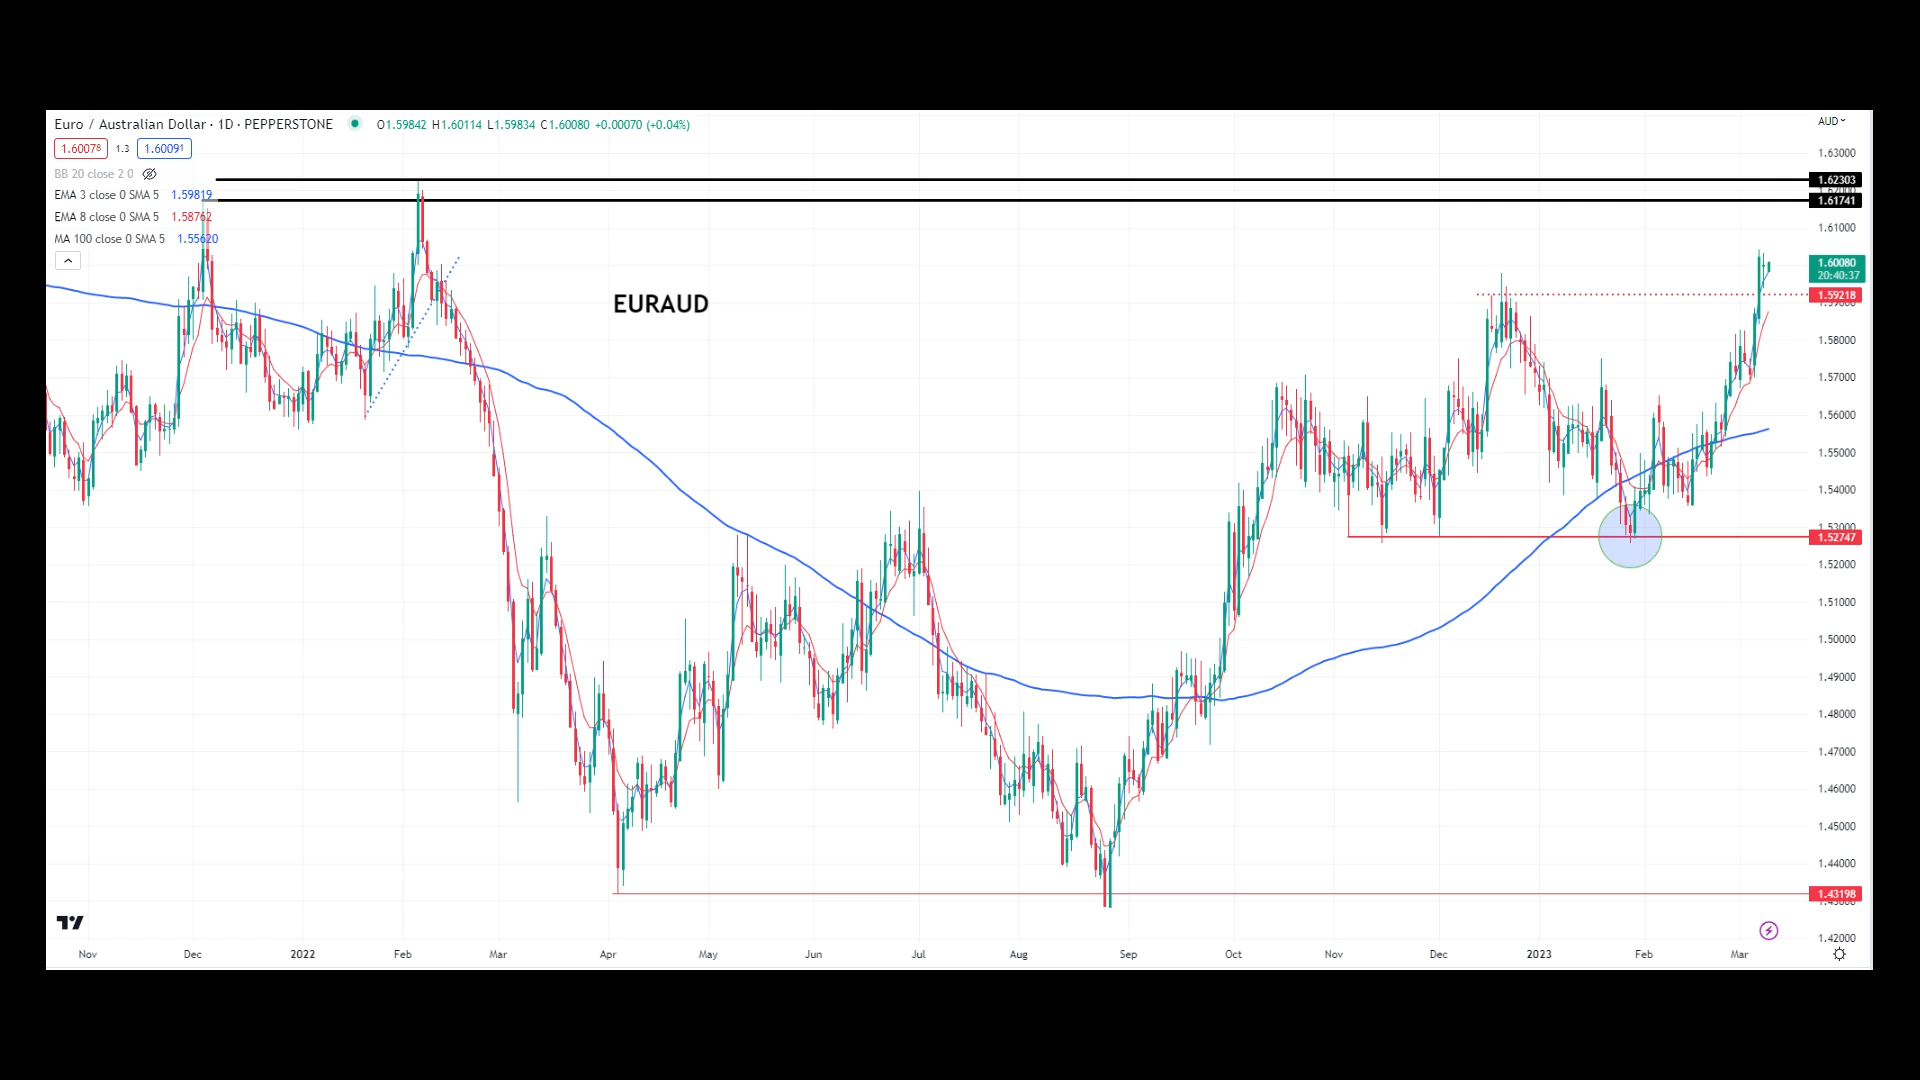 Euro / Australian Dollar · 1D · PEPPERSTONE O1.59842 H1.60114 L1.59834 C1.60080 +0.00070 (+0.04%)
AUD
1.60078 1.3 1.60091
BB 20 close 2 0
EMA 3 close 0 SMA 5 1.59819
EMA 8 close 0 SMA 5 1.58762
MA 100 close 0 SMA 5 1.55620
EURAUD
1.63000
1.62303
1.61741
1.61000
1.60080
20:40:37
1.59218
1.58000
1.57000
1.56000
1.55000
1.54000
1.53000
1.52747
1.52000
1.51000
1.50000
1.49000
1.48000
1.47000
1.46000
1.45000
1.44000
1.43198
1.42000
Nov Dec 2022 Feb Mar Apr May Jun Jul Aug Sep Oct Nov Dec 2023 Feb Mar